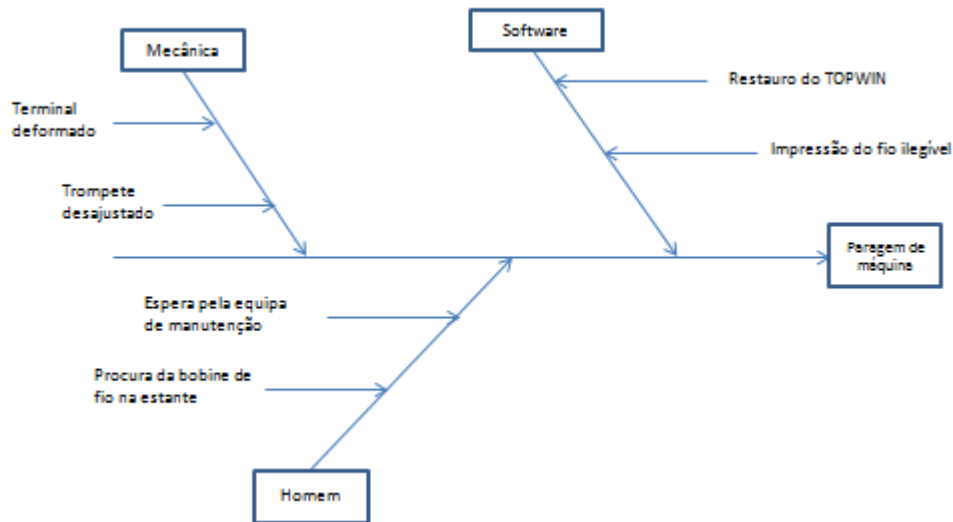 Software
Mecânica
Restauro do TOPWIN
Terminal
deformado
Impressão do fio ilegível
Trompete
desajustado
Paragem de
máquina
Espera pela equipa
de manutenção
Procura da bobine de
fio na estante
Homem